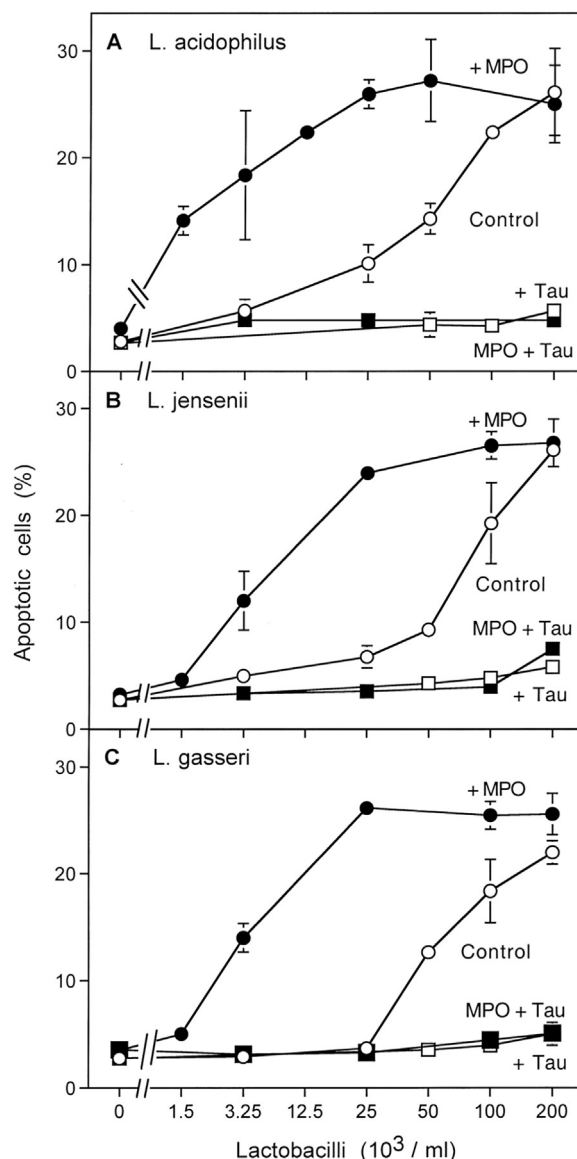 A L. acidophilus
+ MPO
30
20
Control
10
+ Tau
MPO + Tau
0
B L. jensenii
+ MPO
30
20
Control
10
MPO + Tau
+ Tau
0
C L. gasseri
+ MPO
30
20
Control
10
MPO + Tau
+ Tau
0
Apoptotic cells (%)
0 1.5 3.25 12.5 25 50 100 200
Lactobacilli (10³ / ml)